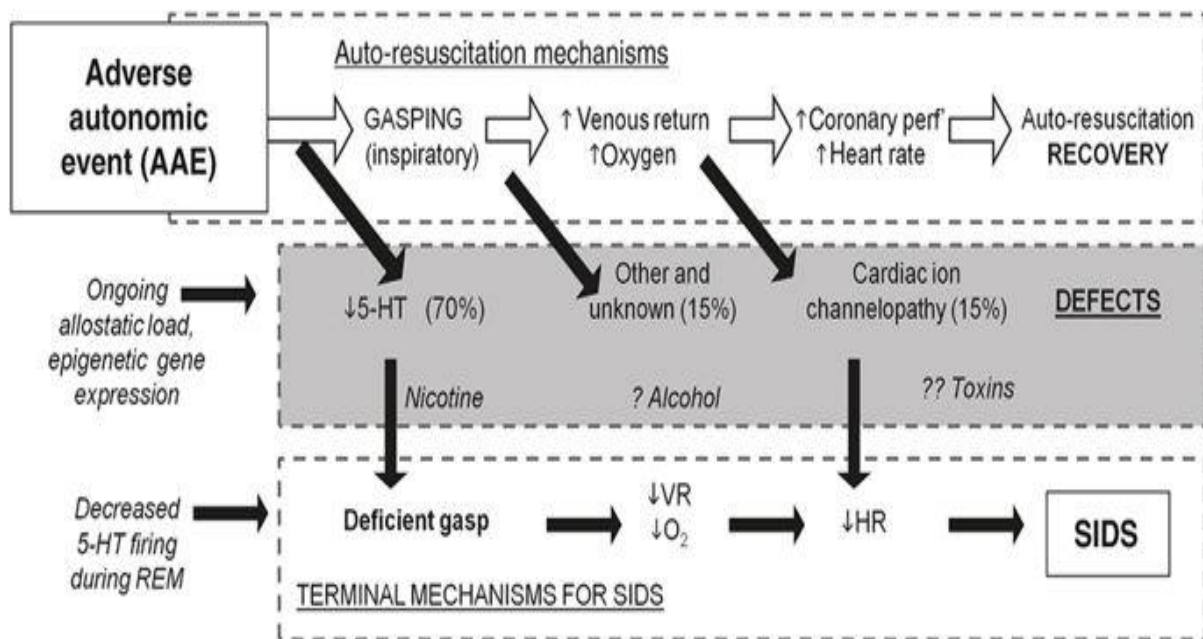 Adverse
autonomic
event (AAE)
Auto-resuscitation mechanisms
GASPING
(inspiratory)
↑ Venous return
↑Oxygen
↑Coronary perf'
↑Heart rate
Auto-resuscitation
RECOVERY
Ongoing
allostatic load,
epigenetic gene
expression
↓5-HT (70%)
Other and
unknown (15%)
Cardiac ion
channelopathy (15%)
DEFECTS
Nicotine
? Alcohol
?? Toxins
Decreased
5-HT firing
during REM
Deficient gasp
↓VR
↓O₂
↓HR
SIDS
TERMINAL MECHANISMS FOR SIDS